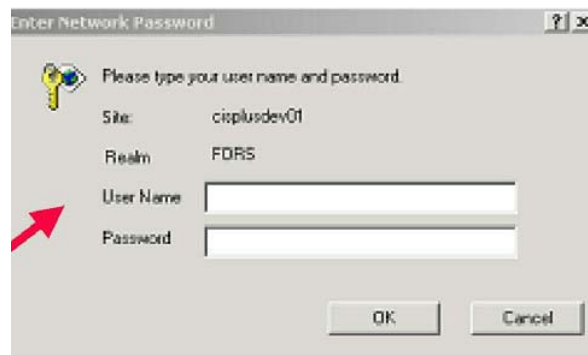 Enter Network Password
Please type your user name and password.
Site: cisplusdev01
Realm FDRS
User Name
Password
OK Cancel